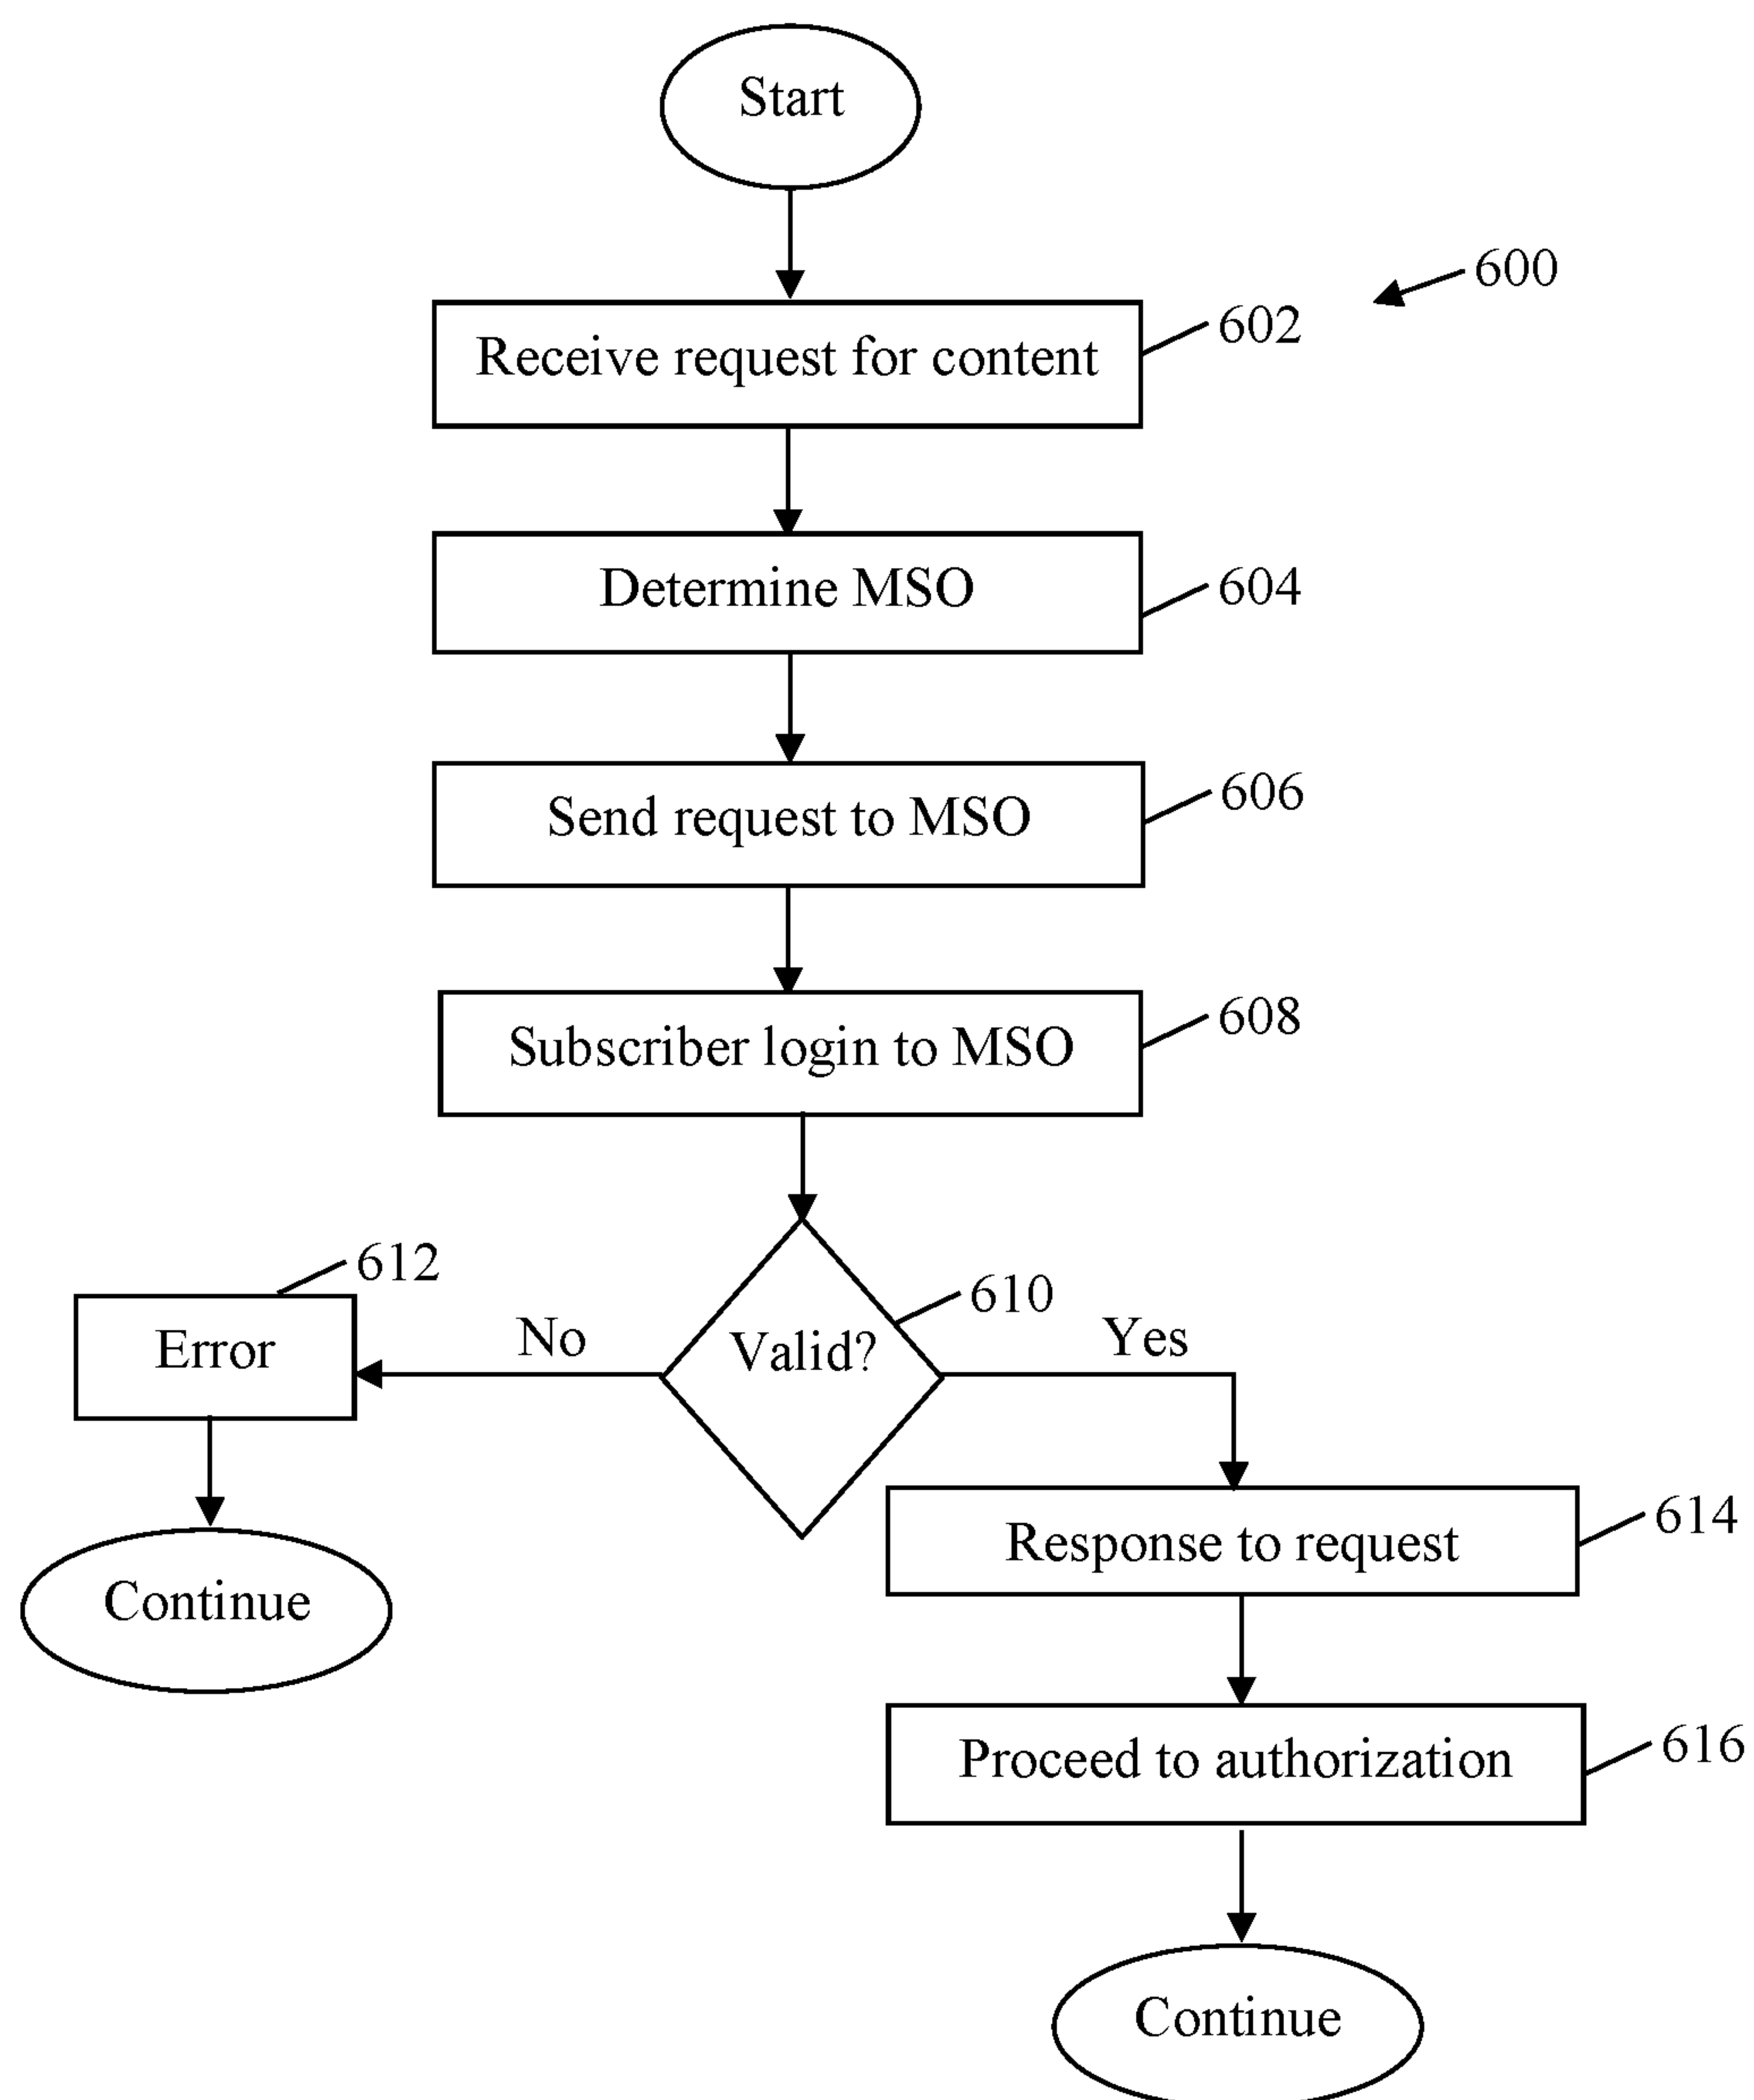 Start
600
602
Receive request for content
Determine MSO
604
606
Send request to MSO
608
Subscriber login to MSO
612
610
No
Yes
Error
Valid?
614
Response to request
Continue
616
Proceed to authorization
Continue